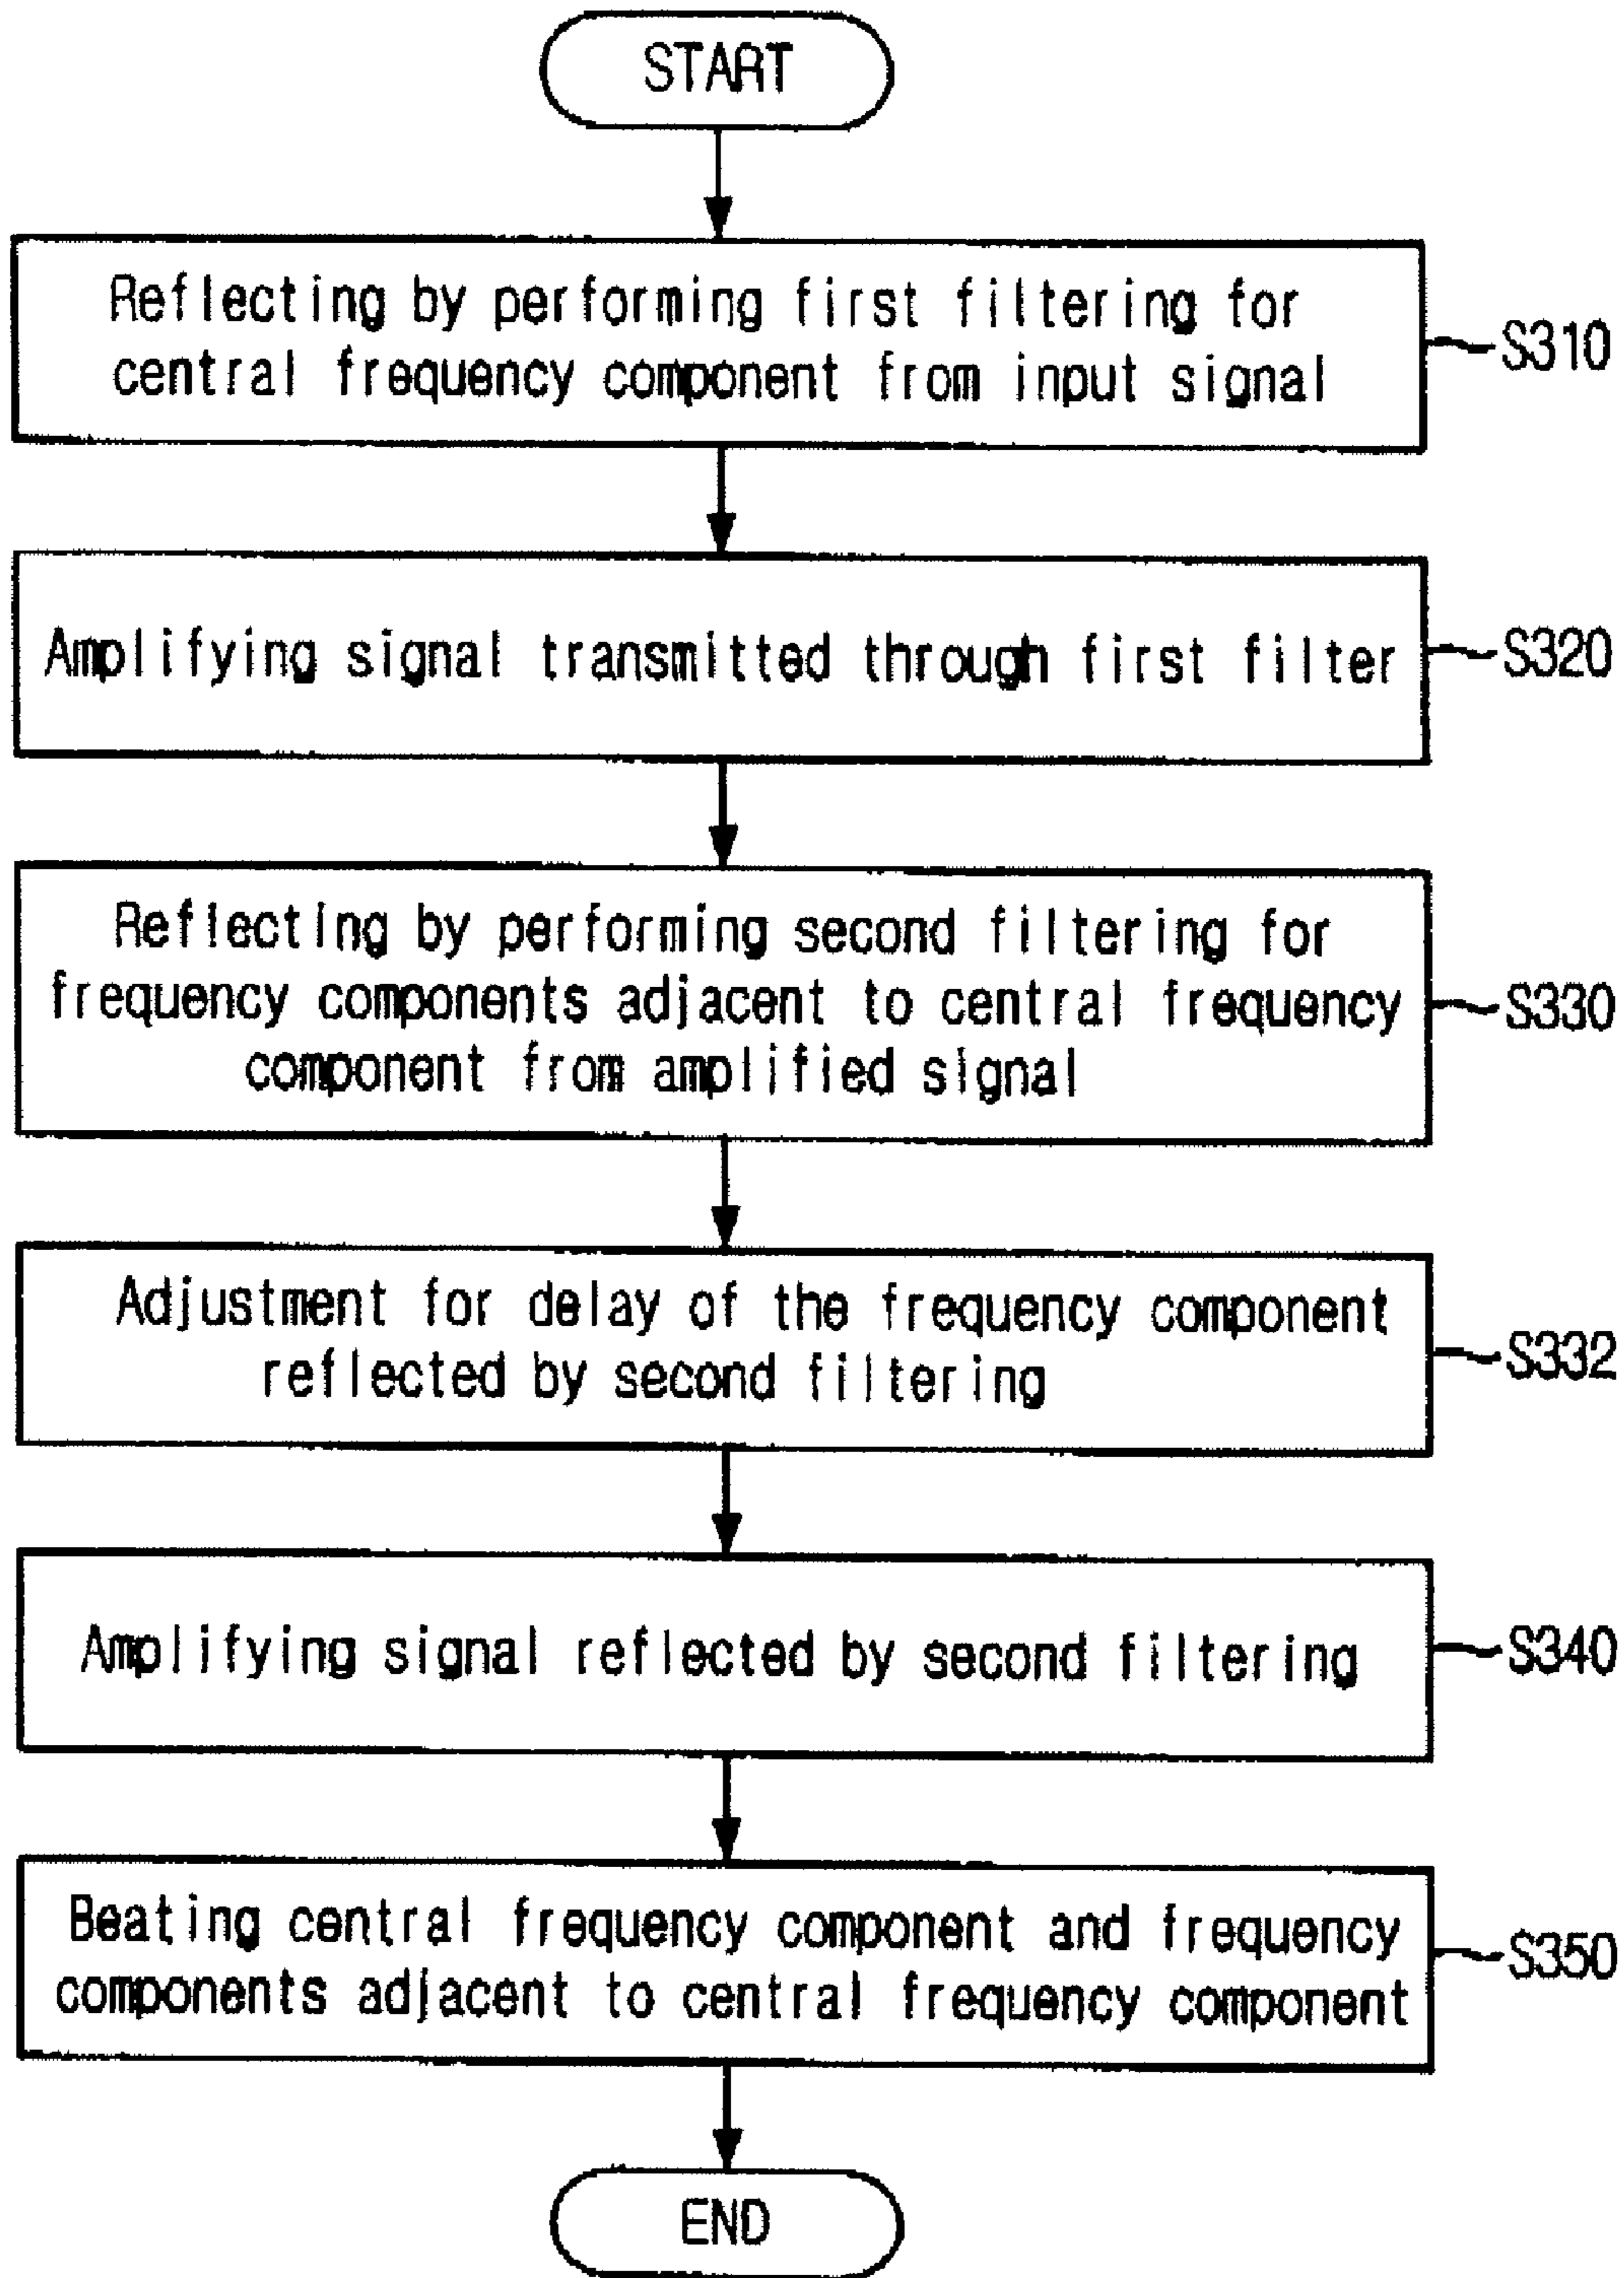 START
Reflecting by performing first filtering for
central frequency component from input signal
S310
Amplifying signal transmitted through first filter
S320
Reflecting by performing second filtering for
frequency components adjacent to central frequency
component from amplified signal
S330
Adjustment for delay of the frequency component
reflected by second filtering
S332
Amplifying signal reflected by second filtering
S340
Beating central frequency component and frequency
components adjacent to central frequency component
S350
END